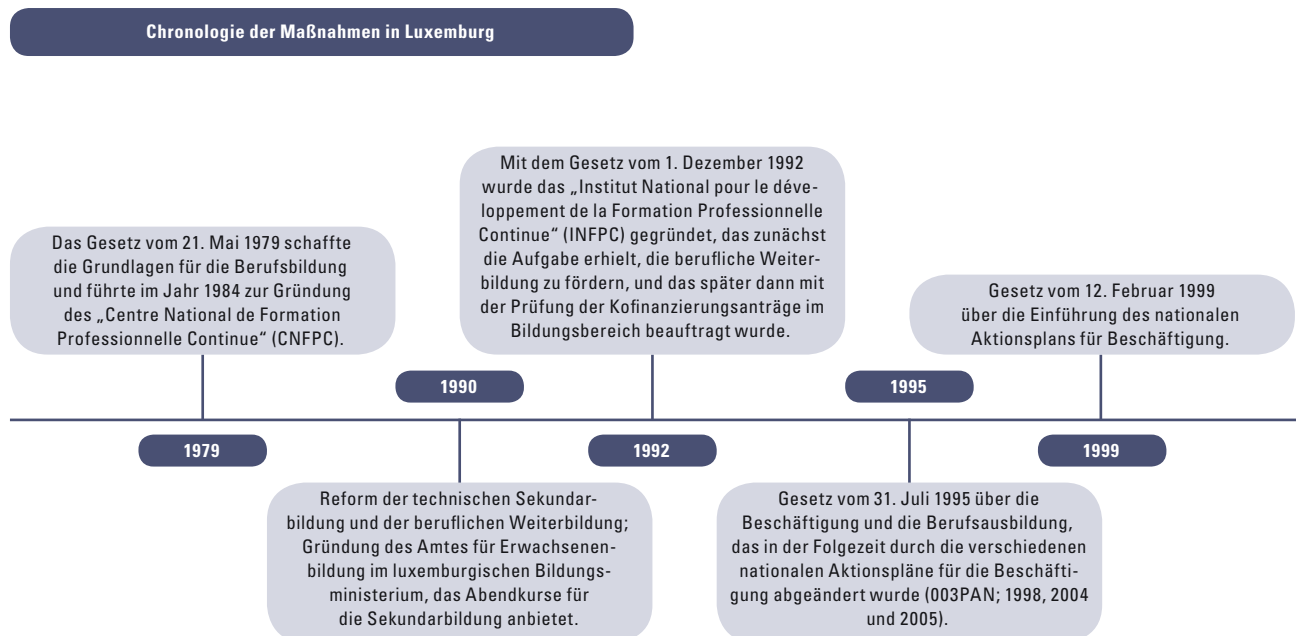 Chronologie der Maßnahmen in Luxemburg
Das Gesetz vom 21. Mai 1979 schaffte
die Grundlagen für die Berufsbildung
und führte im Jahr 1984 zur Gründung
des „Centre National de Formation
Professionnelle Continue“ (CNFPC).
1979
1990
Reform der technischen Sekundar-
bildung und der beruflichen Weiterbildung;
Gründung des Amtes für Erwachsenen-
bildung im luxemburgischen Bildungs-
ministerium, das Abendkurse für
die Sekundarbildung anbietet.
Mit dem Gesetz vom 1. Dezember 1992
wurde das „Institut National pour le déve-
loppement de la Formation Professionnelle
Continue“ (INFPC) gegründet, das zunächst
die Aufgabe erhielt, die berufliche Weiter-
bildung zu fördern, und das später dann mit
der Prüfung der Kofinanzierungsanträge im
Bildungsbereich beauftragt wurde.
1992
1995
Gesetz vom 31. Juli 1995 über die
Beschäftigung und die Berufsausbildung,
das in der Folgezeit durch die verschiedenen
nationalen Aktionspläne für die Beschäfti-
gung abgeändert wurde (003PAN; 1998, 2004
und 2005).
Gesetz vom 12. Februar 1999
über die Einführung des nationalen
Aktionsplans für Beschäftigung.
1999